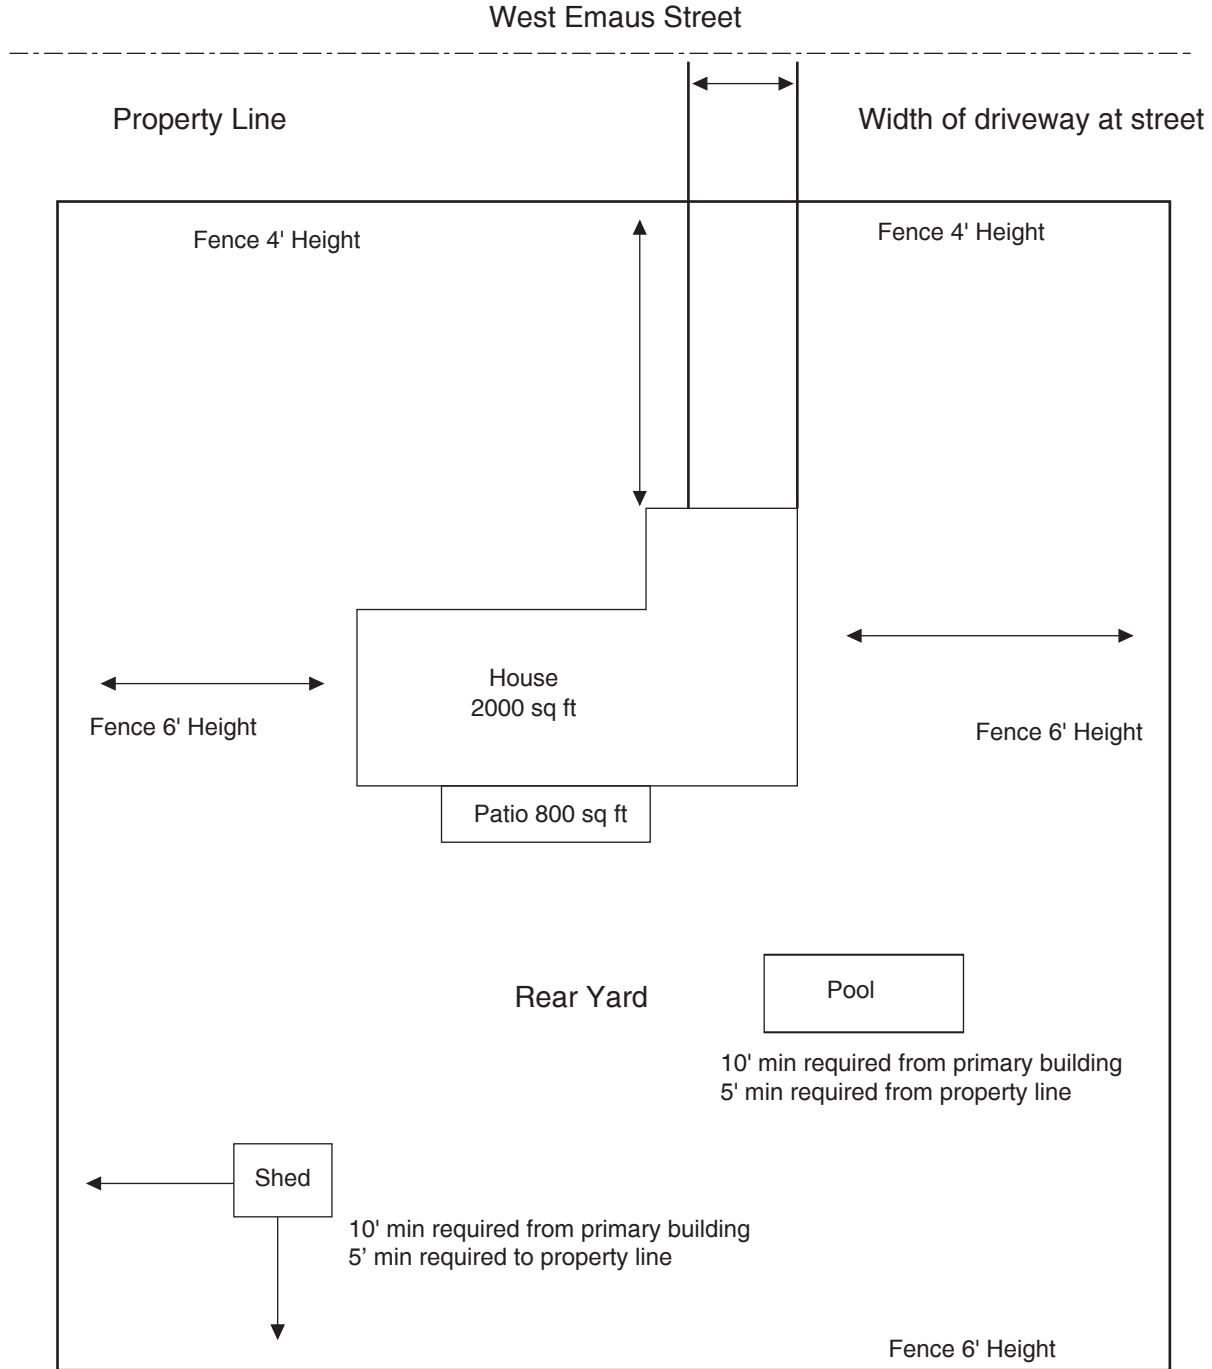 West Emaus Street
Property Line
Width of driveway at street
Fence 4' Height
Fence 4' Height
House
2000 sq ft
Fence 6' Height
Fence 6' Height
Patio 800 sq ft
Rear Yard
Pool
10' min required from primary building
5' min required from property line
Shed
10' min required from primary building
5’ min required to property line
Fence 6' Height